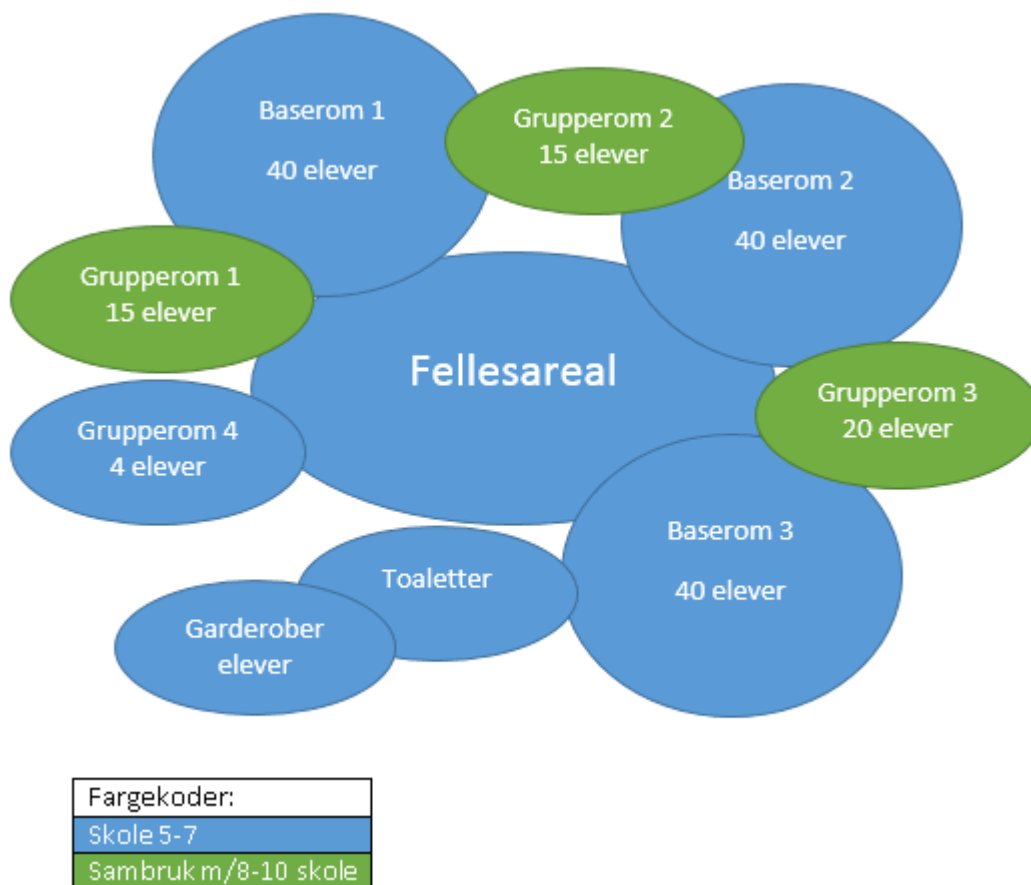 Baserom 1
40 elever
Grupperom 2
15 elever
Baserom 2
40 elever
Grupperom 1
15 elever
Fellesareal
Grupperom 3
20 elever
Grupperom 4
4 elever
Baserom 3
40 elever
Toaletter
Garderober
elever
Fargekoder:
Skole 5-7
Sambruk m/8-10 skole